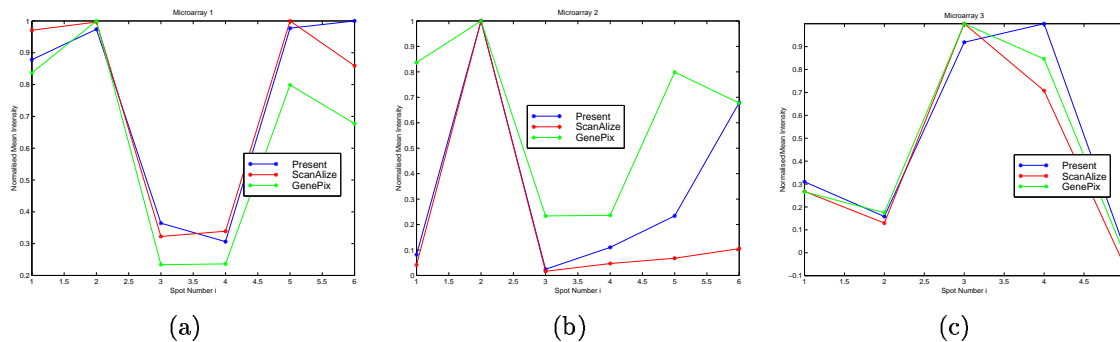 Microarray 1
1
0.9
0.8
0.7
0.6
0.5
0.4
0.3
0.2
Normalised Mean Intensity
Present
ScanAlize
GenePix
1 1.5 2 2.5 3 3.5 4 4.5 5 5.5 6
Spot Number i
(a)
Microarray 2
1
0.9
0.8
0.7
0.6
0.5
0.4
0.3
0.2
0.1
0
Normalised Mean Intensity
Present
ScanAlize
GenePix
1 1.5 2 2.5 3 3.5 4 4.5 5 5.5 6
Spot Number i
(b)
Microarray 3
0.9
0.8
0.7
0.6
0.5
0.4
0.3
0.2
0.1
0
−0.1
Normalised Mean Intensity
Present
ScanAlize
GenePix
1 1.5 2 2.5 3 3.5 4 4.5
Spot Number i
(c)